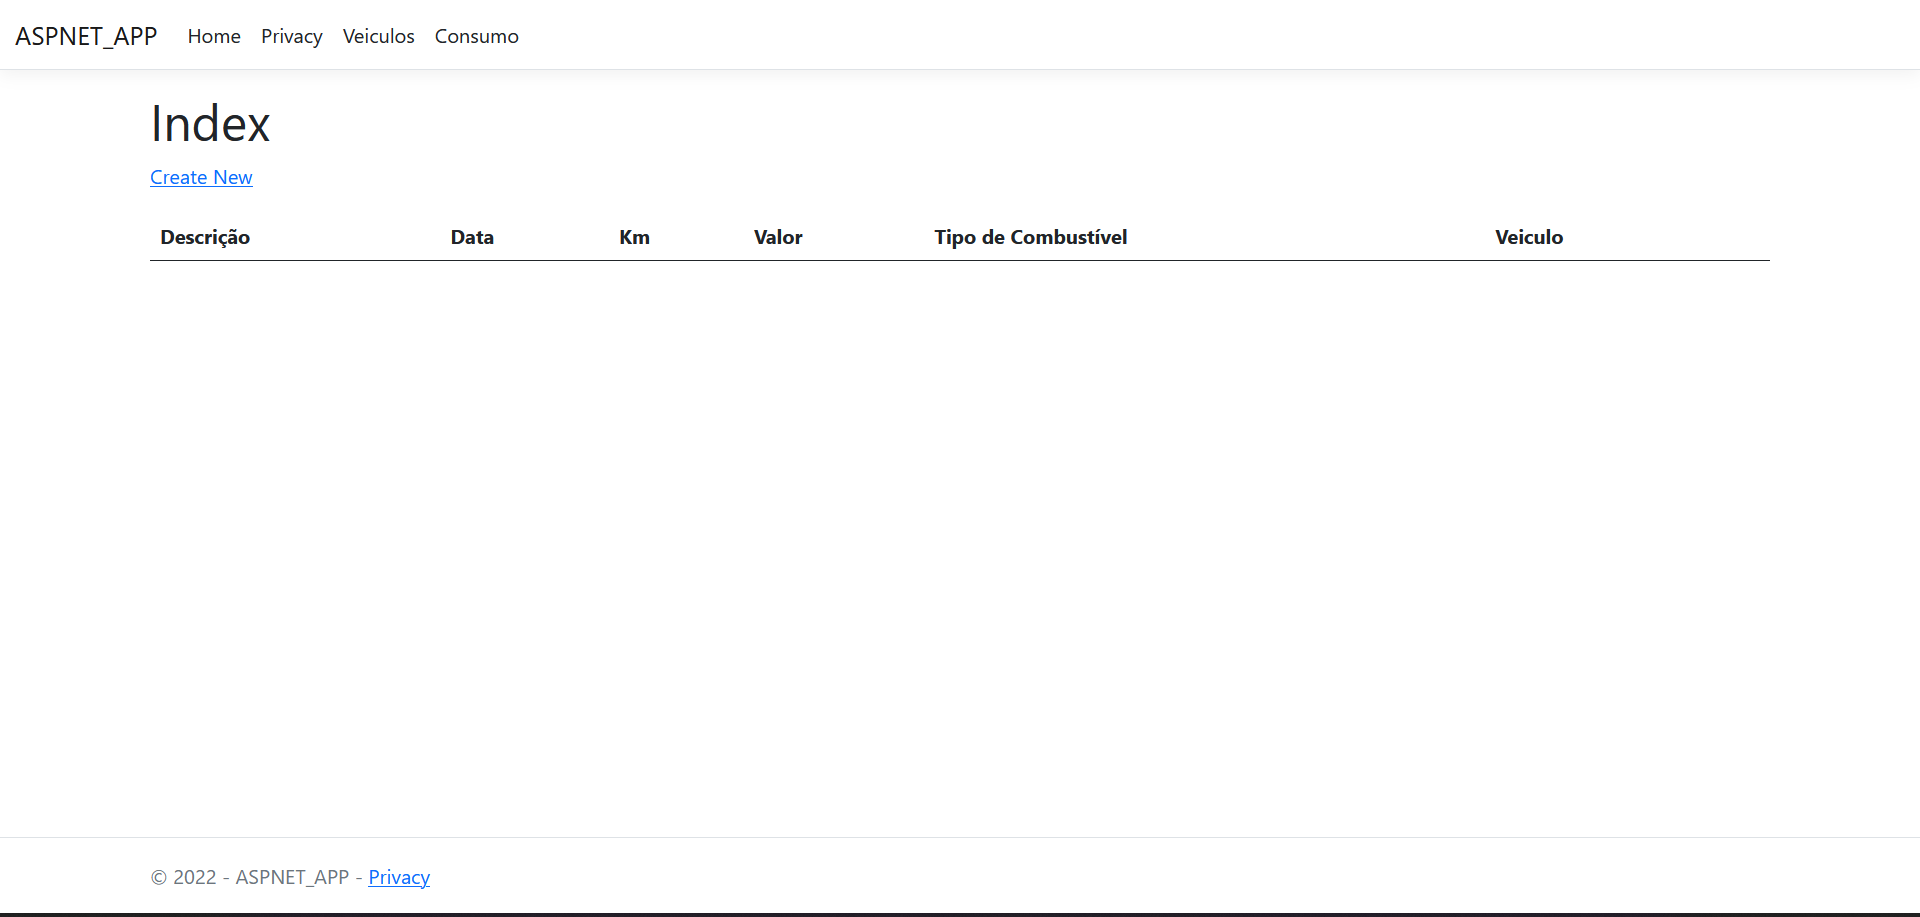 ASPNET_APP Home Privacy Veiculos Consumo
Index
Create New
Descrição Data Km Valor Tipo de Combustível Veiculo
© 2022 - ASPNET_APP - Privacy